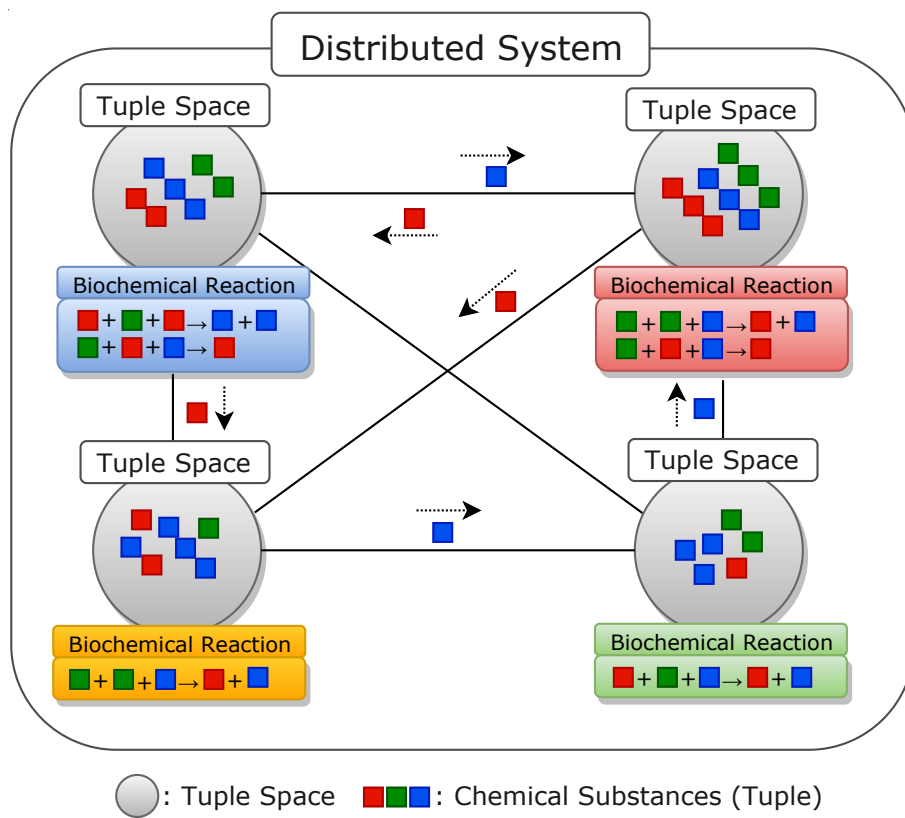 Distributed System
Tuple Space
Tuple Space
Biochemical Reaction
+ + → +
+ + →
Biochemical Reaction
+ + → +
+ + →
Tuple Space
Tuple Space
Biochemical Reaction
+ + → +
Biochemical Reaction
+ + → +
: Tuple Space : Chemical Substances (Tuple)